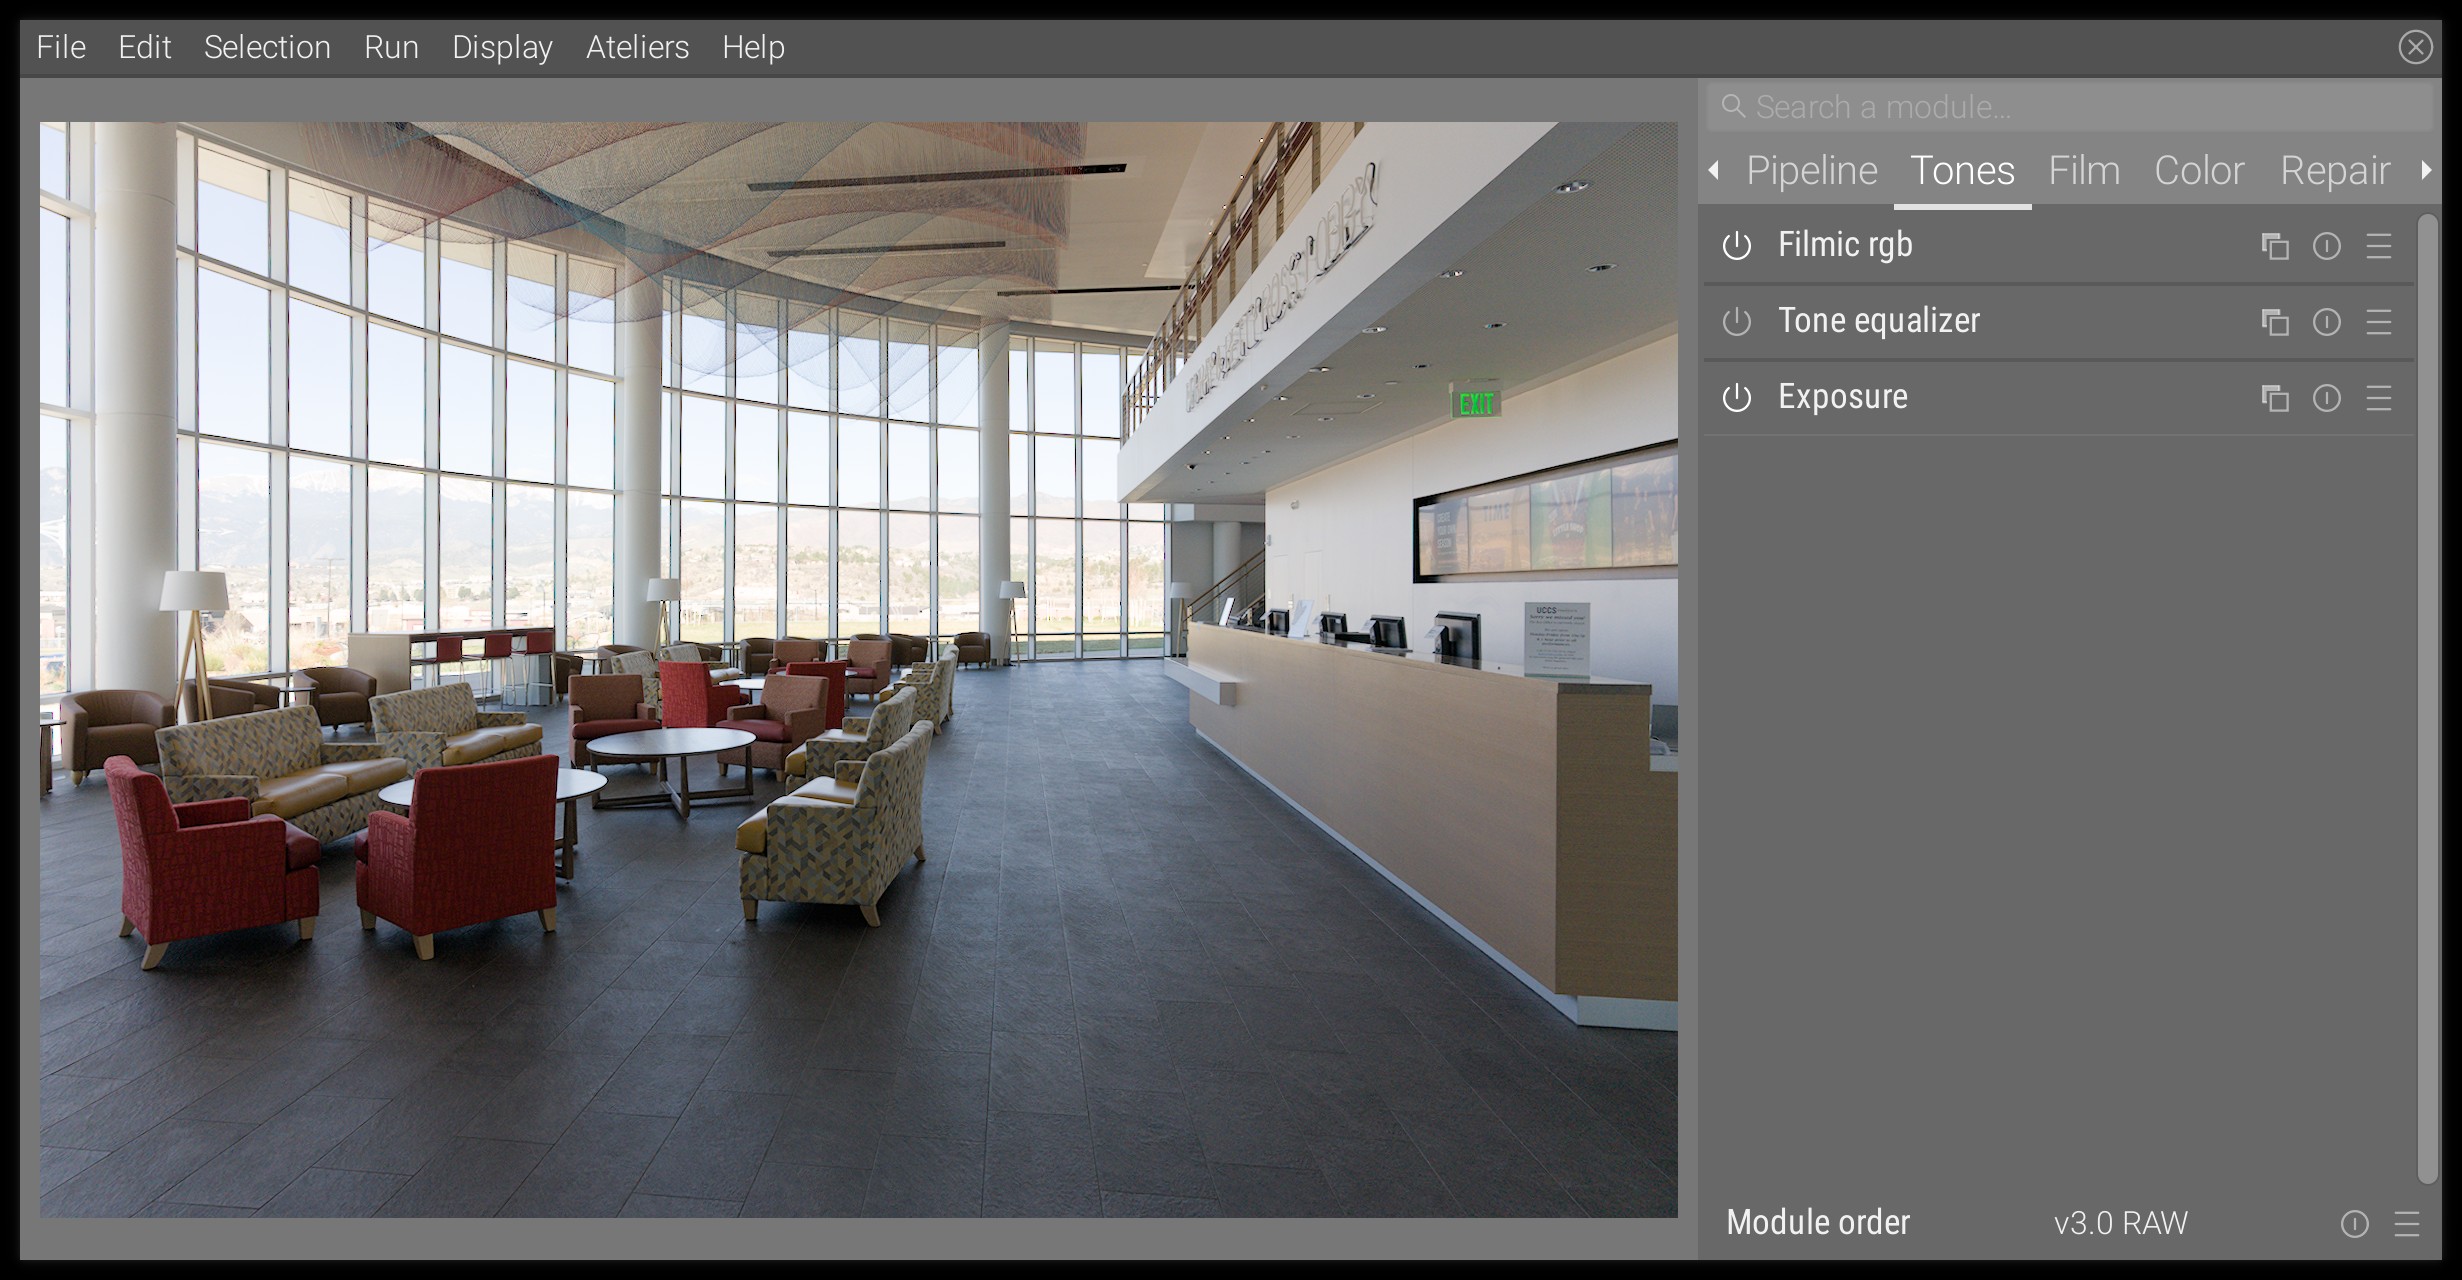 File Edit Selection Run Display Ateliers Help
Search a module...
Pipeline Tones Film Color Repair
Filmic rgb
Tone equalizer
EXIT
Exposure
TIME
UCCS
Module order v3.0 RAW